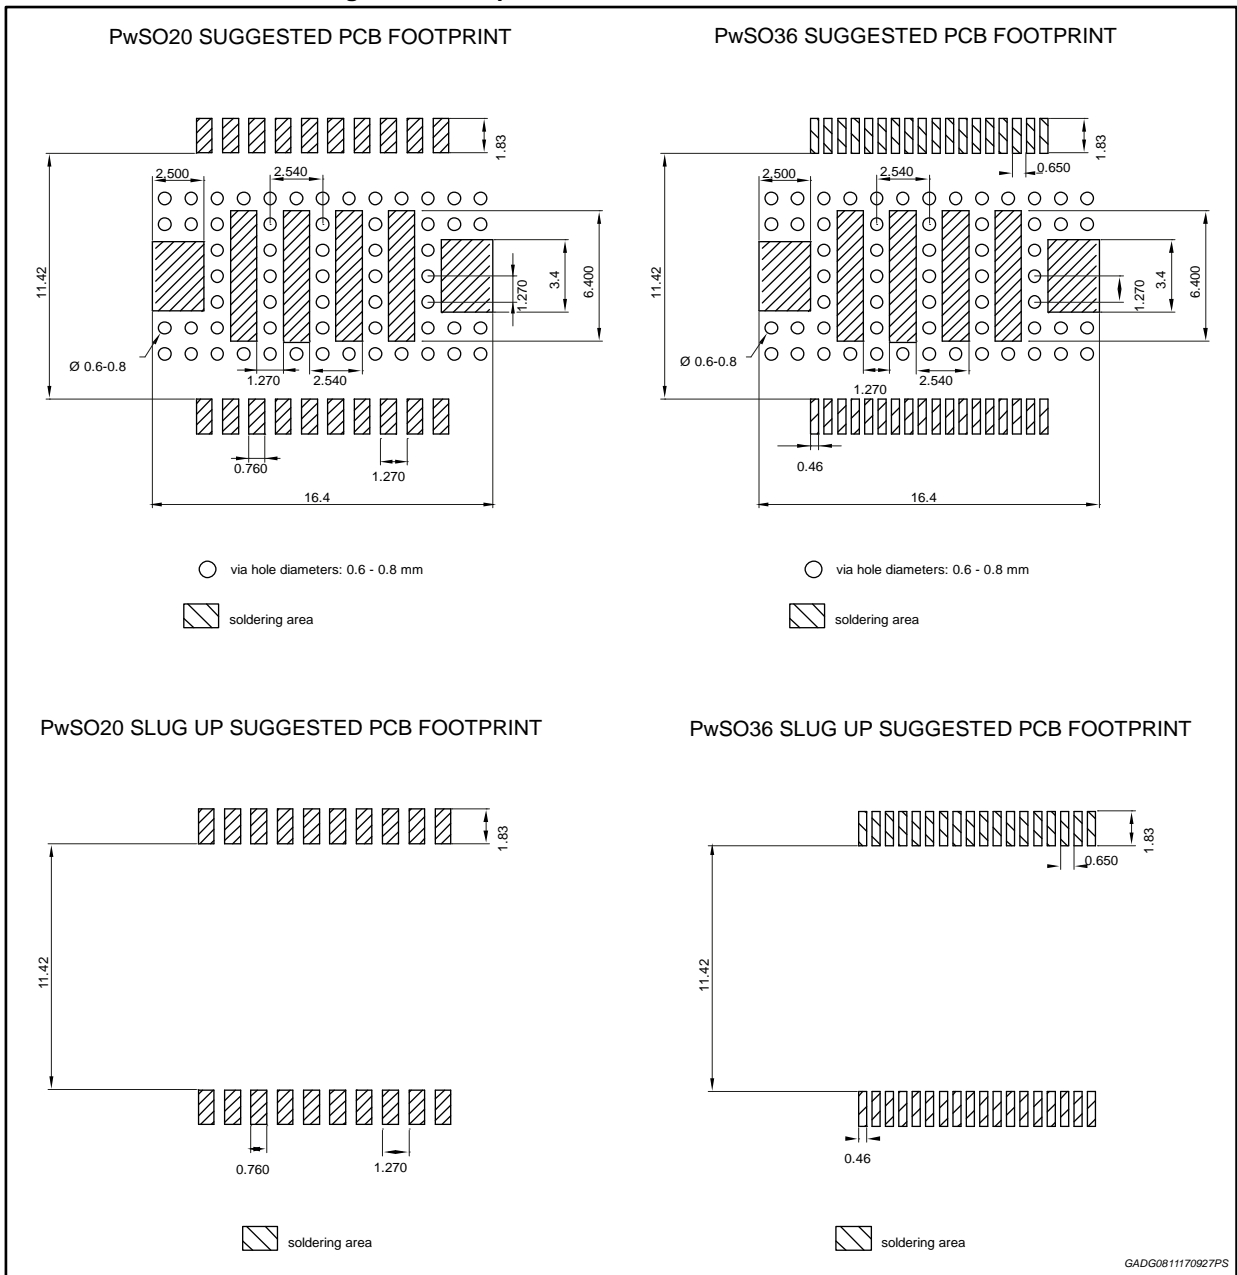 PwSO20 SUGGESTED PCB FOOTPRINT
1.83
11.42
2.500
2.540
1.270
3.4
6.400
Ø 0.6-0.8
1.270
2.540
0.760
1.270
16.4
via hole diameters: 0.6 - 0.8 mm
soldering area
PwSO36 SUGGESTED PCB FOOTPRINT
1.83
0.650
11.42
2.500
2.540
1.270
3.4
6.400
Ø 0.6-0.8
1.270
2.540
0.46
16.4
via hole diameters: 0.6 - 0.8 mm
soldering area
PwSO20 SLUG UP SUGGESTED PCB FOOTPRINT
1.83
11.42
0.760
1.270
soldering area
PwSO36 SLUG UP SUGGESTED PCB FOOTPRINT
1.83
0.650
11.42
0.46
soldering area
GADG0811170927PS